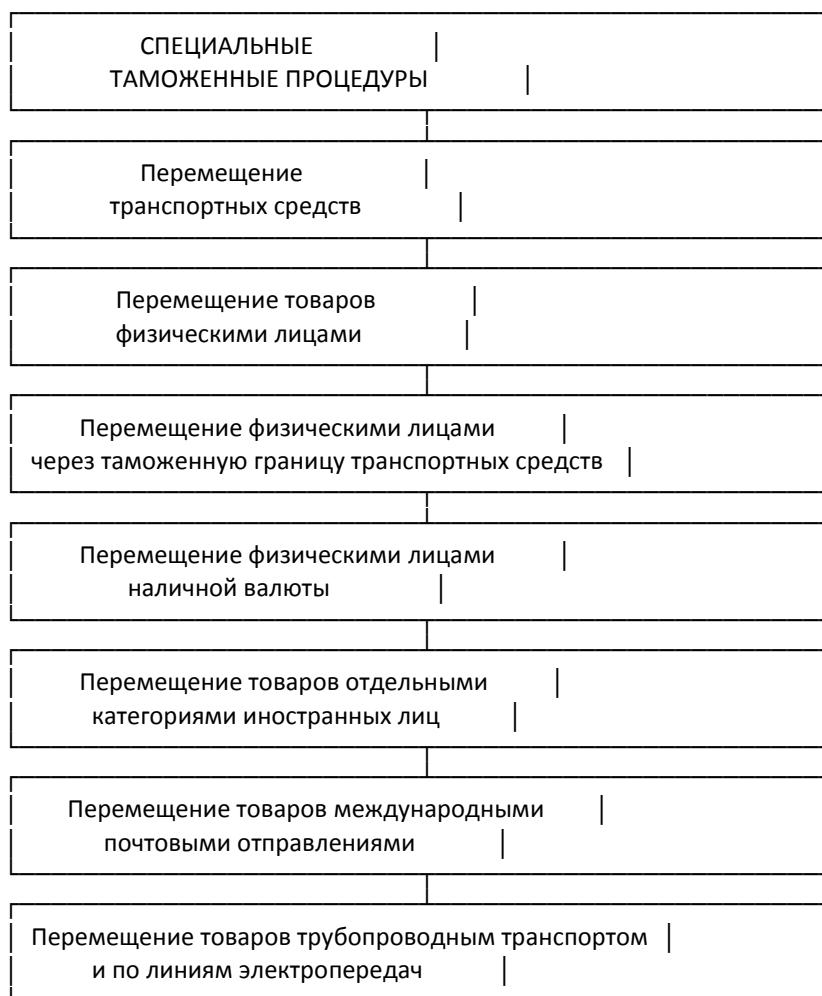 СПЕЦИАЛЬНЫЕ
ТАМОЖЕННЫЕ ПРОЦЕДУРЫ
Перемещение
транспортных средств
Перемещение товаров
физическими лицами
Перемещение физическими лицами
через таможенную границу транспортных средств
Перемещение физическими лицами
наличной валюты
Перемещение товаров отдельными
категориями иностранных лиц
Перемещение товаров международными
почтовыми отправлениями
Перемещение товаров трубопроводным транспортом
и по линиям электропередач